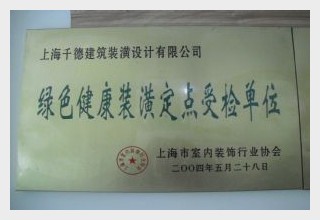 上海千德建筑装潢设计有限公司
绿色健康装潢定点受检单位
上海市室内装饰行业协会
二〇〇四年五月二十八日